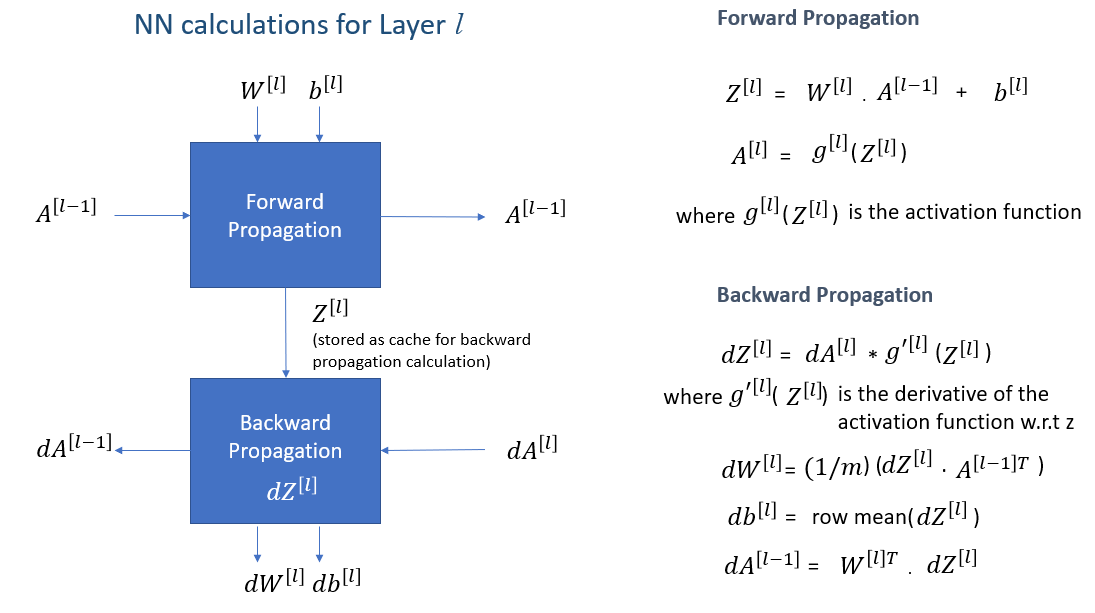 NN calculations for Layer l
W[l] b[l]
A[l−1]
Forward
Propagation
A[l−1]
Z[l]
(stored as cache for backward
propagation calculation)
Backward
Propagation
dZ[l]
dA[l−1]
dA[l]
dW[l] db[l]
Forward Propagation
Z[l] = W[l] . A[l−1] + b[l]
A[l] = g[l](Z[l])
where g[l](Z[l]) is the activation function
Backward Propagation
dZ[l] = dA[l] * g′[l] (Z[l])
where g′[l]( Z[l]) is the derivative of the
activation function w.r.t z
dW[l]= (1/m) (dZ[l] . A[l−1]T )
db[l] = row mean(dZ[l] )
dA[l−1] = W[l]T . dZ[l]